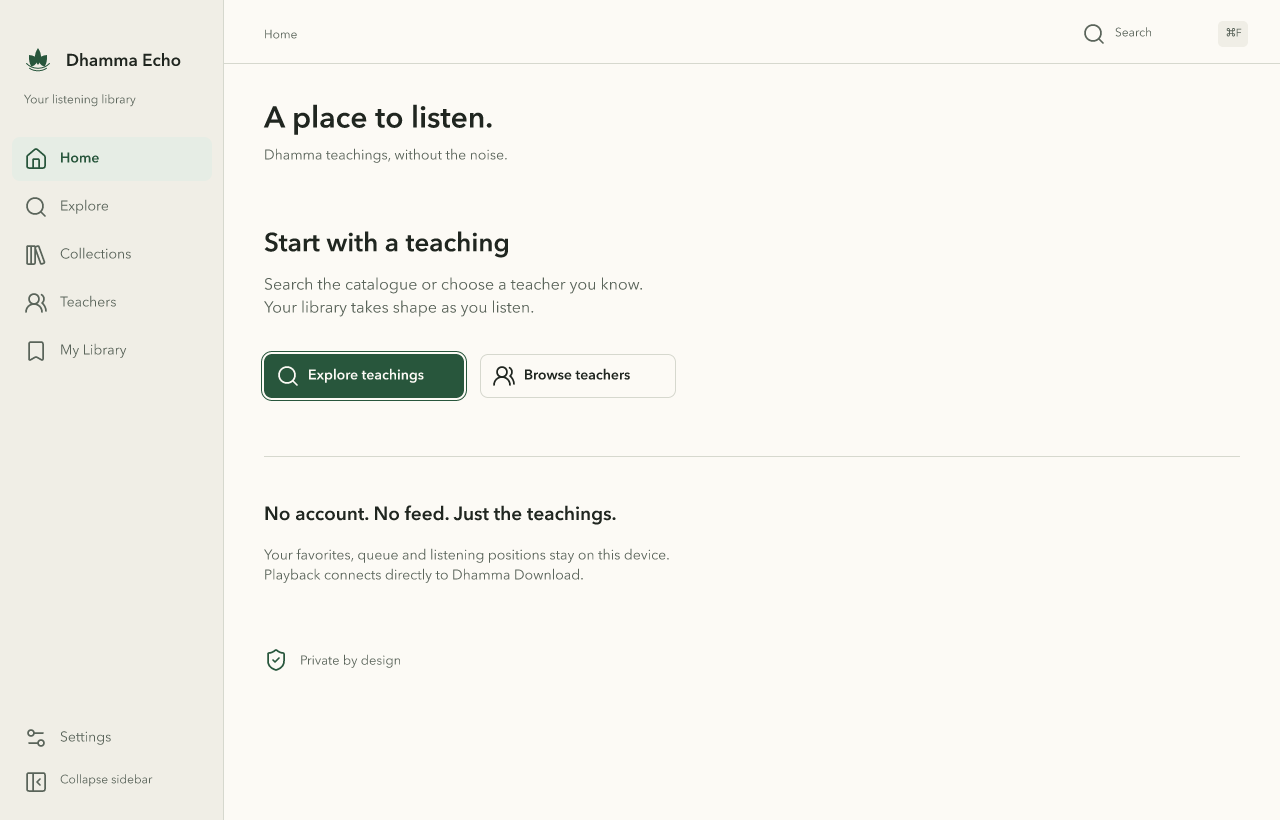 Dhamma Echo
Your listening library
Home
Explore
Collections
Teachers
My Library
Settings
Collapse sidebar
Home
Search
⌘F
A place to listen.
Dhamma teachings, without the noise.
Start with a teaching
Search the catalogue or choose a teacher you know.
Your library takes shape as you listen.
Explore teachings
Browse teachers
No account. No feed. Just the teachings.
Your favorites, queue and listening positions stay on this device.
Playback connects directly to Dhamma Download.
Private by design